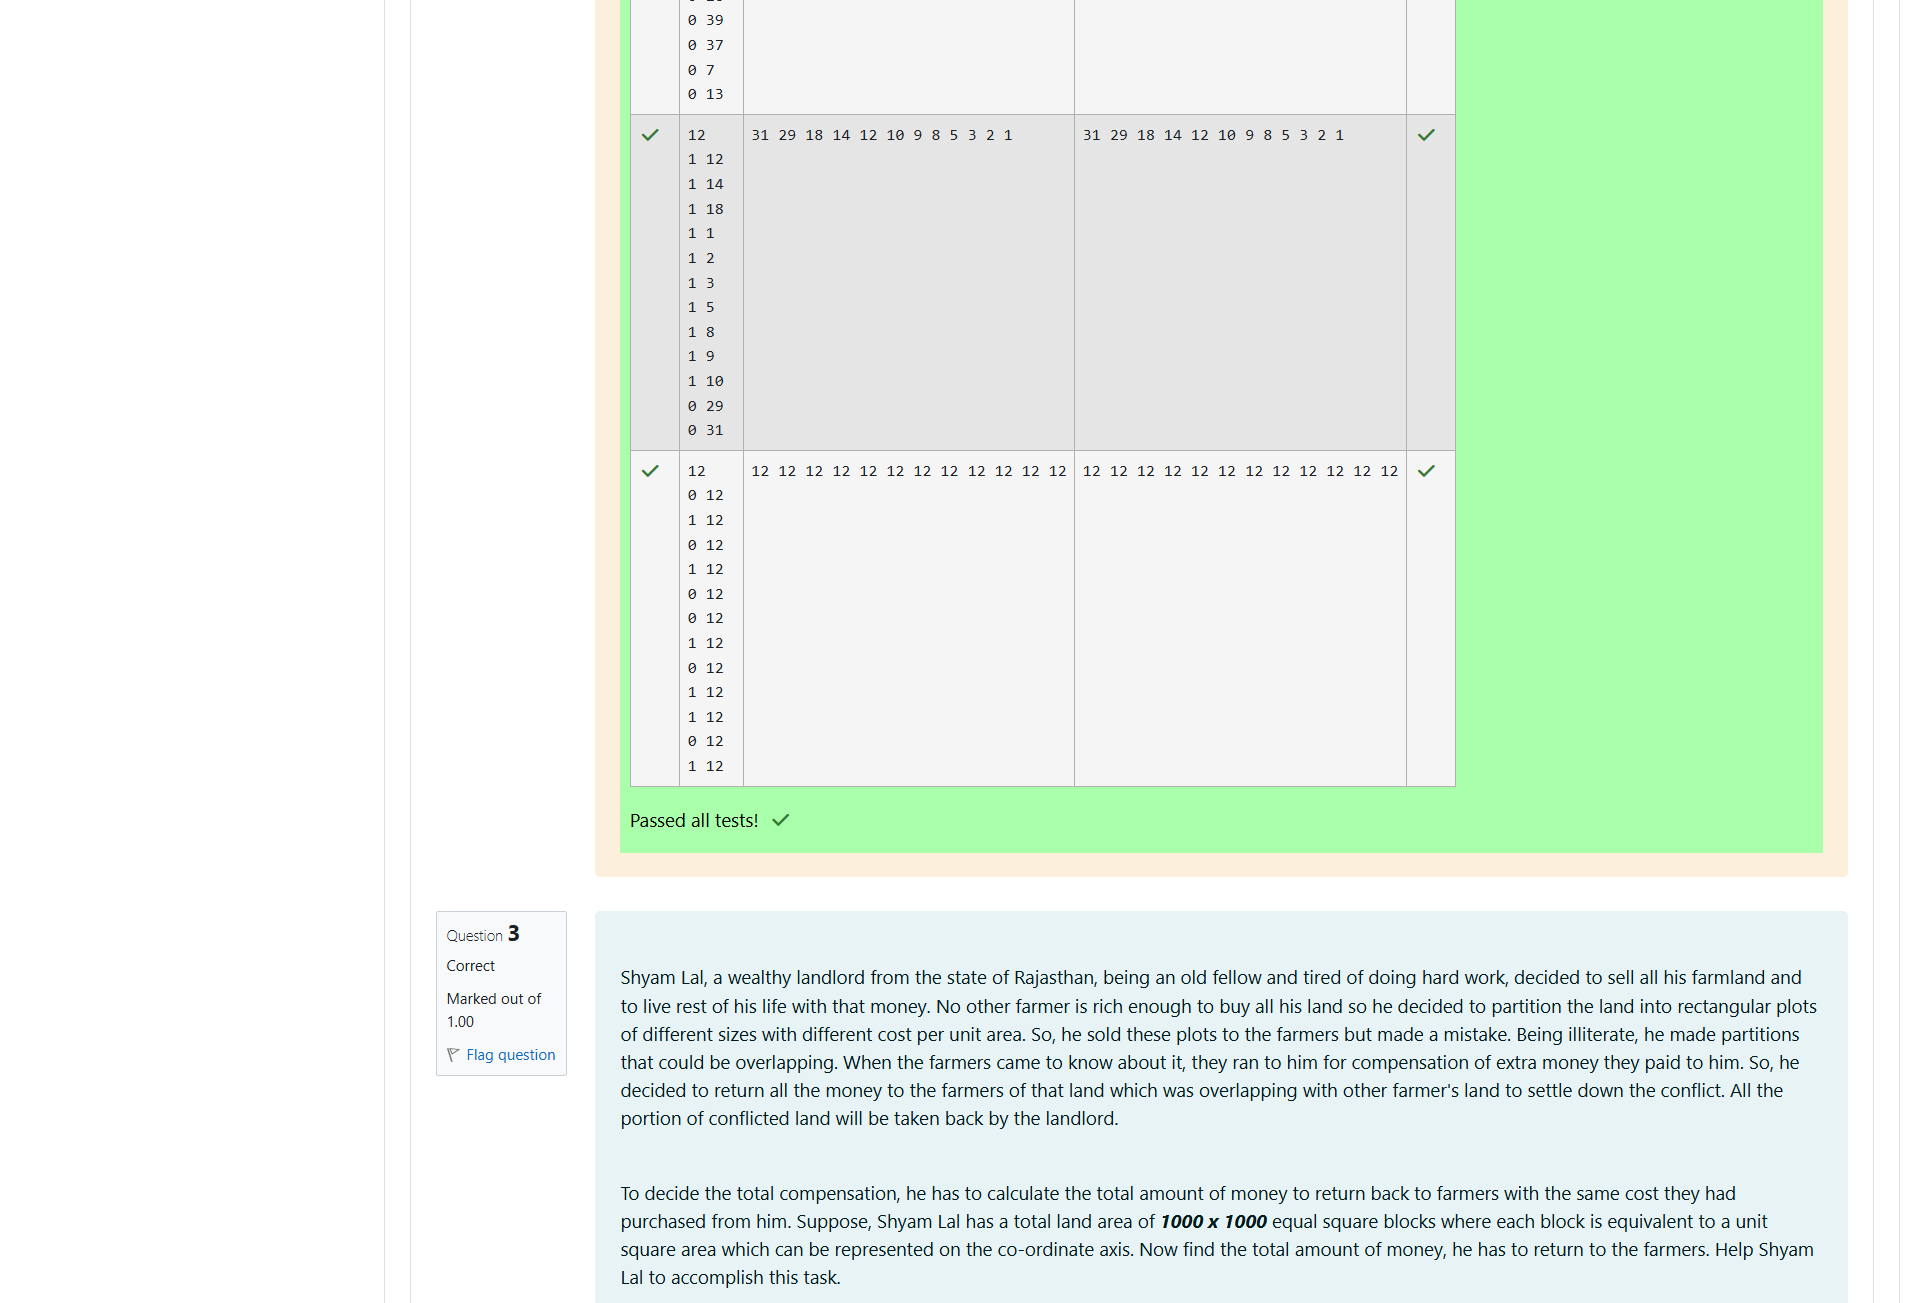 0 39
0 37
0 7
0 13
12
1 12
1 14
1 18
1 1
1 2
1 3
1 5
1 8
1 9
1 10
0 29
0 31
31 29 18 14 12 10 9 8 5 3 2 1
31 29 18 14 12 10 9 8 5 3 2 1
12
0 12
1 12
0 12
1 12
0 12
0 12
1 12
0 12
1 12
1 12
0 12
1 12
12 12 12 12 12 12 12 12 12 12 12 12
12 12 12 12 12 12 12 12 12 12 12 12
Passed all tests!
Question 3
Correct
Marked out of
1.00
Flag question
Shyam Lal, a wealthy landlord from the state of Rajasthan, being an old fellow and tired of doing hard work, decided to sell all his farmland and
to live rest of his life with that money. No other farmer is rich enough to buy all his land so he decided to partition the land into rectangular plots
of different sizes with different cost per unit area. So, he sold these plots to the farmers but made a mistake. Being illiterate, he made partitions
that could be overlapping. When the farmers came to know about it, they ran to him for compensation of extra money they paid to him. So, he
decided to return all the money to the farmers of that land which was overlapping with other farmer's land to settle down the conflict. All the
portion of conflicted land will be taken back by the landlord.
To decide the total compensation, he has to calculate the total amount of money to return back to farmers with the same cost they had
purchased from him. Suppose, Shyam Lal has a total land area of 1000 x 1000 equal square blocks where each block is equivalent to a unit
square area which can be represented on the co-ordinate axis. Now find the total amount of money, he has to return to the farmers. Help Shyam
Lal to accomplish this task.